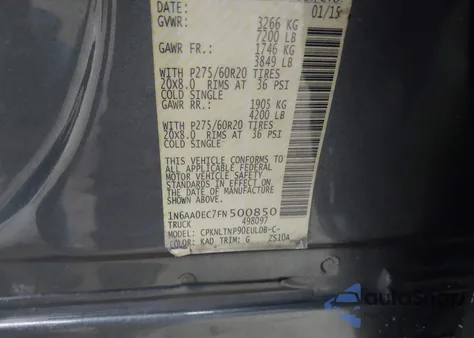 DATE: 01/15
GVWR: 3266 KG
7200 LB
GAWR FR.: 1746 KG
3849 LB
WITH P275/60R20 TIRES
20X8.0 RIMS AT 36 PSI
COLD SINGLE
GAWR RR.: 1905 KG
4200 LB
WITH P275/60R20 TIRES
20X8.0 RIMS AT 36 PSI
COLD SINGLE
THIS VEHICLE CONFORMS TO
ALL APPLICABLE FEDERAL
MOTOR VEHICLE SAFETY
STANDARDS IN EFFECT ON
THE DATE OF MANUFACTURE
SHOWN ABOVE.
1N6AA0EC7FN500850
TRUCK 498097
MODEL: CPKNLTNP9DEULDB-C-
COLOR: KAD TRIM: G ZS10A
AutoShop